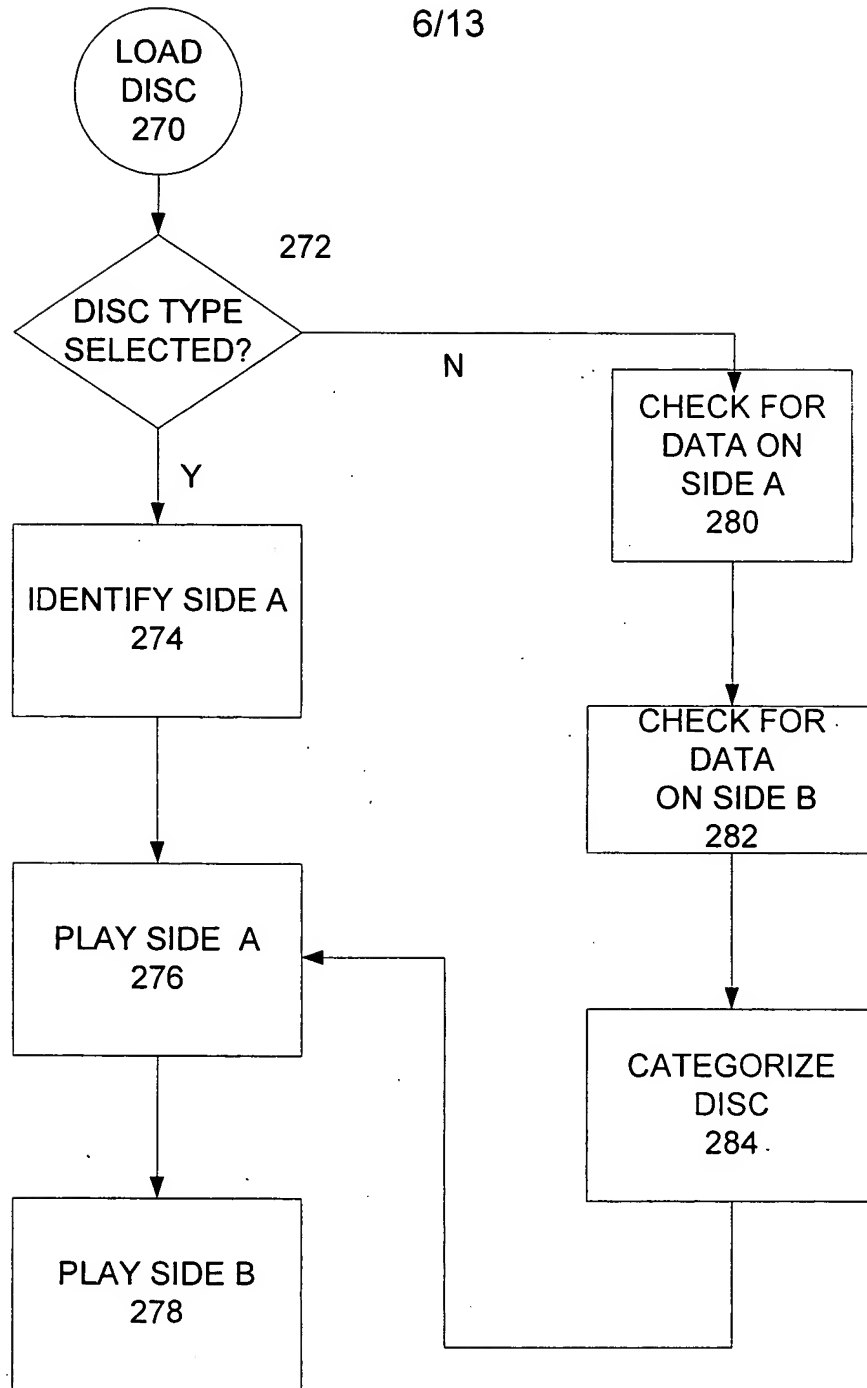 6/13
LOAD
DISC
270
272
DISC TYPE
SELECTED?
N
Y
CHECK FOR
DATA ON
SIDE A
280
IDENTIFY SIDE A
274
CHECK FOR
DATA
ON SIDE B
282
PLAY SIDE A
276
CATEGORIZE
DISC
284
PLAY SIDE B
278